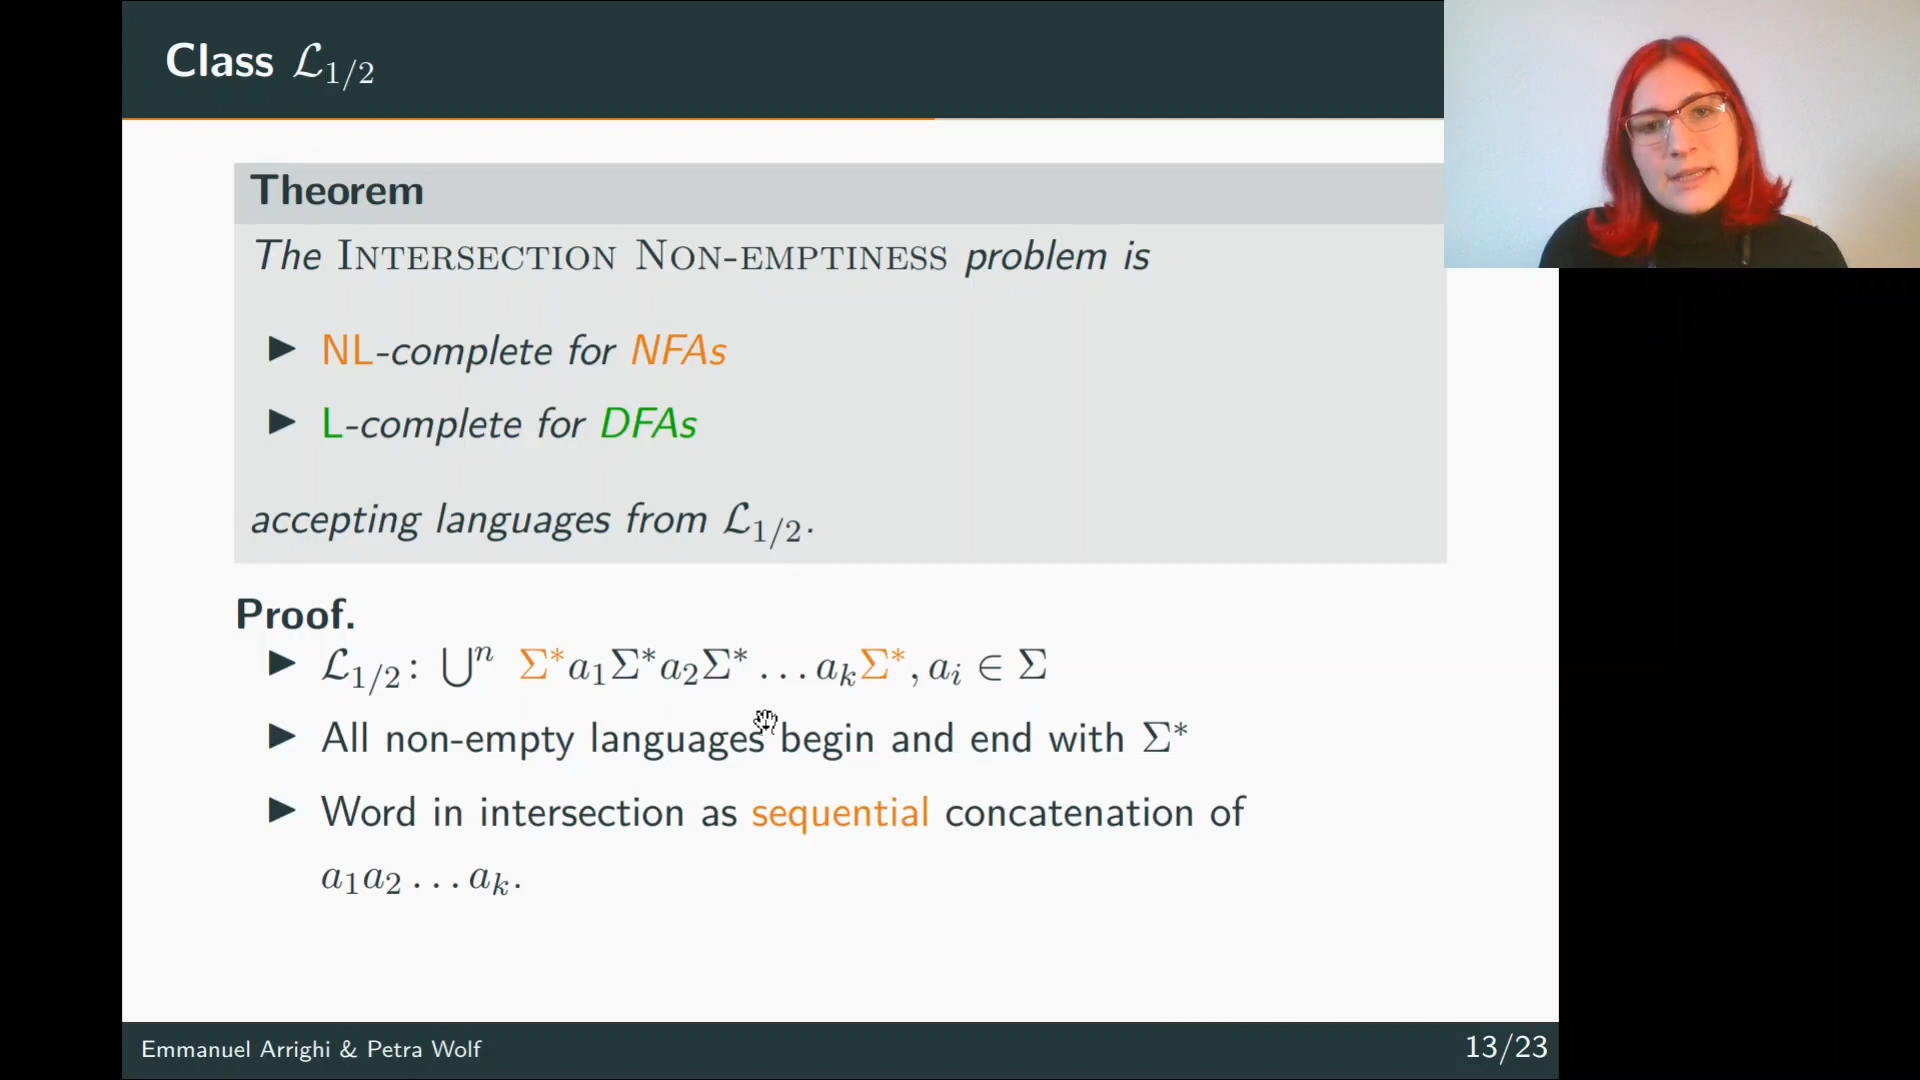 Class ℒ₁/₂
Theorem
The Intersection Non-emptiness problem is
▶ NL-complete for NFAs
▶ L-complete for DFAs
accepting languages from ℒ₁/₂.
Proof.
▶ ℒ₁/₂: ⋃ⁿ Σ*a₁Σ*a₂Σ* … aₖΣ*, aᵢ ∈ Σ
▶ All non-empty languages begin and end with Σ*
▶ Word in intersection as sequential concatenation of
a₁a₂ … aₖ.
Emmanuel Arrighi & Petra Wolf
13/23